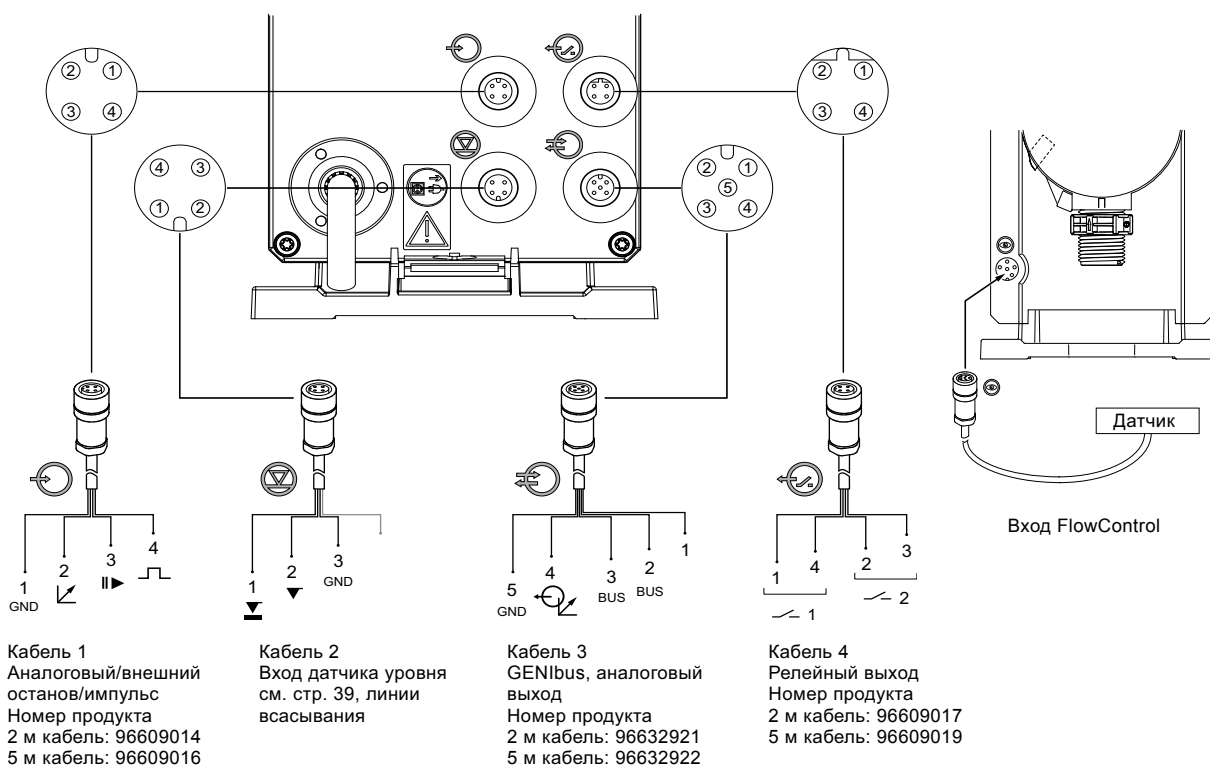 2 1
3 4
4 3
1 2
2 1
5
3 4
2 1
3 4
Датчик
Вход FlowControl
1
GND
2
3
4
1
2
3
GND
5
GND
4
3
BUS
2
BUS
1
1
4
2
3
1
2
Кабель 1
Аналоговый/внешний
останов/импульс
Номер продукта
2 м кабель: 96609014
5 м кабель: 96609016
Кабель 2
Вход датчика уровня
см. стр. 39, линии
всасывания
Кабель 3
GENIbus, аналоговый
выход
Номер продукта
2 м кабель: 96632921
5 м кабель: 96632922
Кабель 4
Релейный выход
Номер продукта
2 м кабель: 96609017
5 м кабель: 96609019